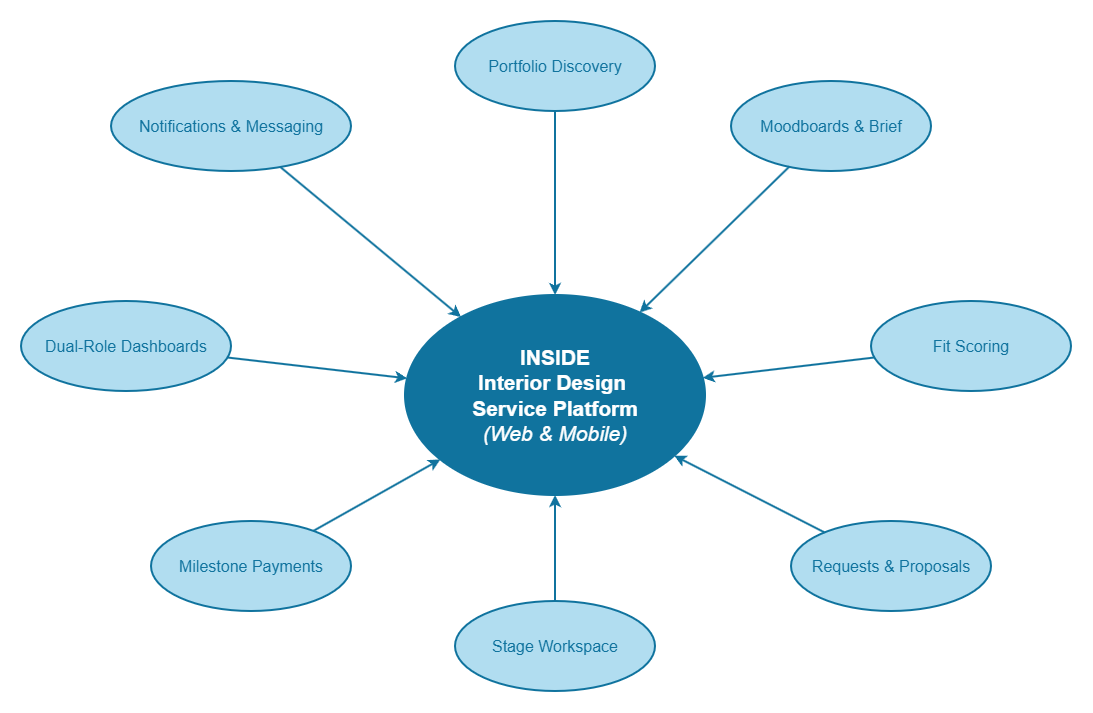 Portfolio Discovery
Notifications & Messaging
Moodboards & Brief
Dual-Role Dashboards
Fit Scoring
INSIDE
Interior Design
Service Platform
(Web & Mobile)
Milestone Payments
Requests & Proposals
Stage Workspace